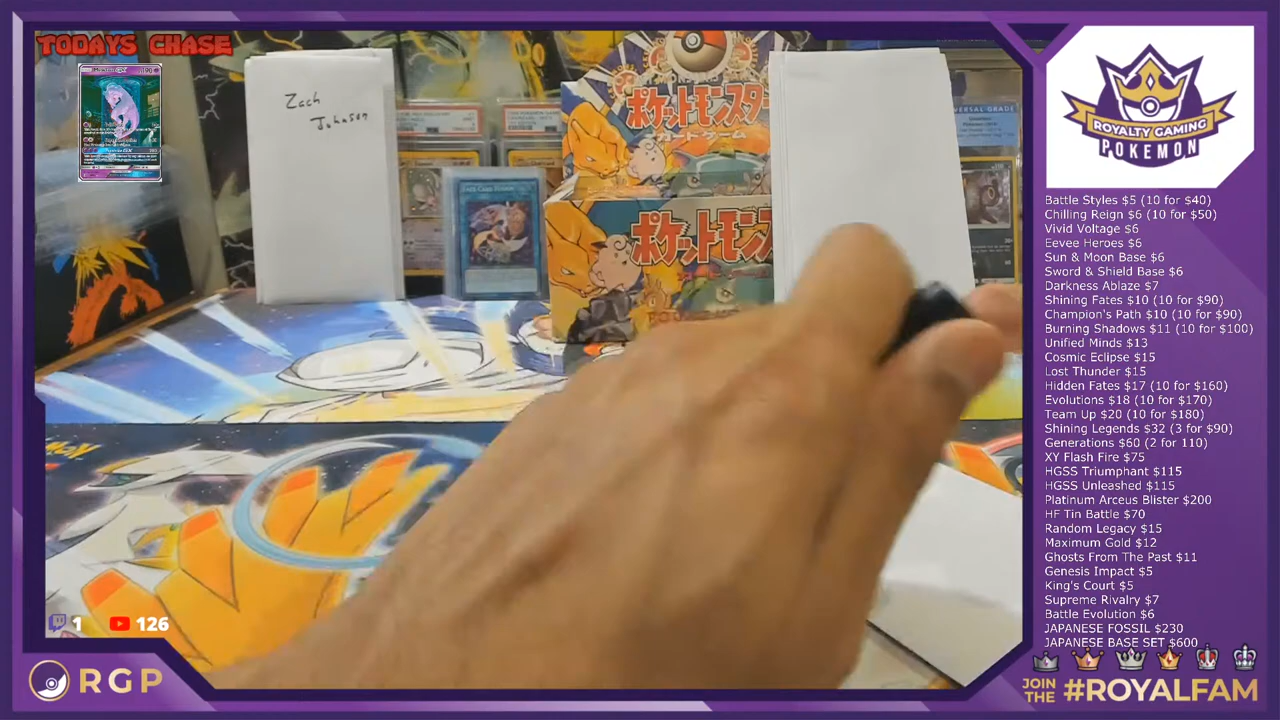 TODAYS CHASE
Zach
Johnson
ポケットモンスター
カードゲーム
ポケットモンス
ROYALTY GAMING
POKEMON
Battle Styles $5 (10 for $40)
Chilling Reign $6 (10 for $50)
Vivid Voltage $6
Eevee Heroes $6
Sun & Moon Base $6
Sword & Shield Base $6
Darkness Ablaze $7
Shining Fates $10 (10 for $90)
Champion's Path $10 (10 for $90)
Burning Shadows $11 (10 for $100)
Unified Minds $13
Cosmic Eclipse $15
Lost Thunder $15
Hidden Fates $17 (10 for $160)
Evolutions $18 (10 for $170)
Team Up $20 (10 for $180)
Shining Legends $32 (3 for $90)
Generations $60 (2 for 110)
XY Flash Fire $75
HGSS Triumphant $115
HGSS Unleashed $115
Platinum Arceus Blister $200
HF Tin Battle $70
Random Legacy $15
Maximum Gold $12
Ghosts From The Past $11
Genesis Impact $5
King's Court $5
Supreme Rivalry $7
Battle Evolution $6
JAPANESE FOSSIL $230
JAPANESE BASE SET $600
1
126
RGP
JOIN
THE
#ROYALFAM